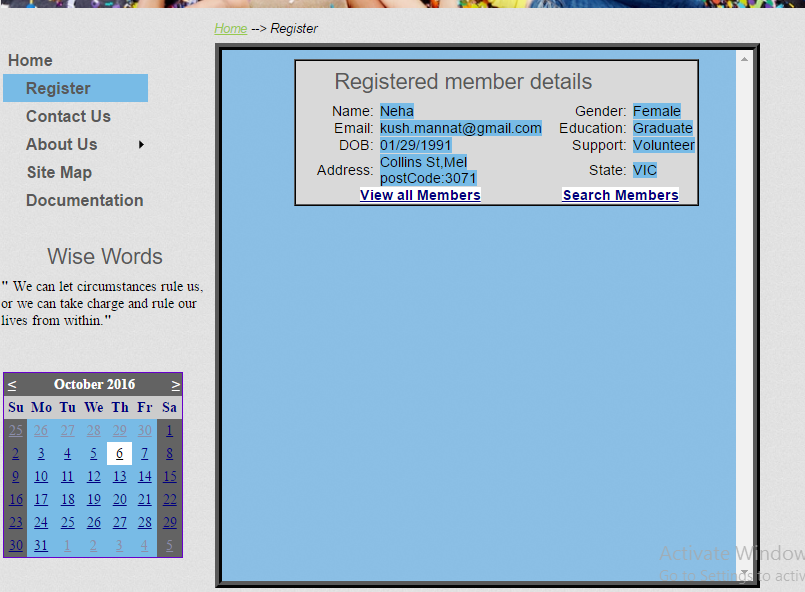 Home --> Register
Home
Register
Contact Us
About Us
Site Map
Documentation
Wise Words
" We can let circumstances rule us,
or we can take charge and rule our
lives from within."
< October 2016 >
Su Mo Tu We Th Fr Sa
25 26 27 28 29 30 1
2 3 4 5 6 7 8
9 10 11 12 13 14 15
16 17 18 19 20 21 22
23 24 25 26 27 28 29
30 31 1 2 3 4 5
Registered member details
Name: Neha Gender: Female
Email: kush.mannat@gmail.com Education: Graduate
DOB: 01/29/1991 Support: Volunteer
Address: Collins St,Mel
postCode:3071 State: VIC
View all Members Search Members
Activate Window
Go to Settings to activ